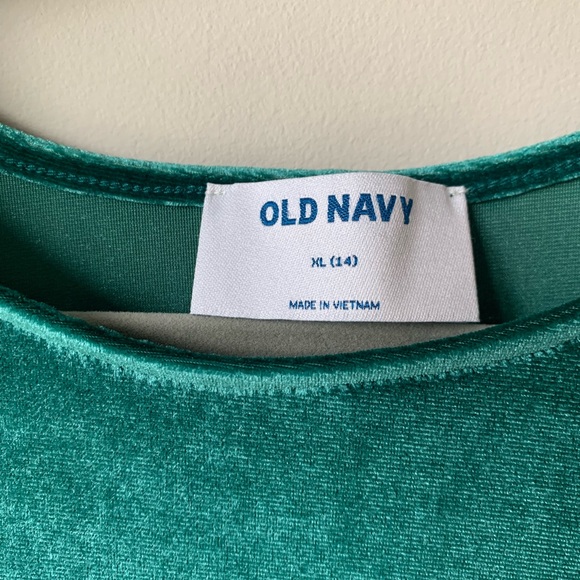 OLD NAVY
XL (14)
MADE IN VIETNAM